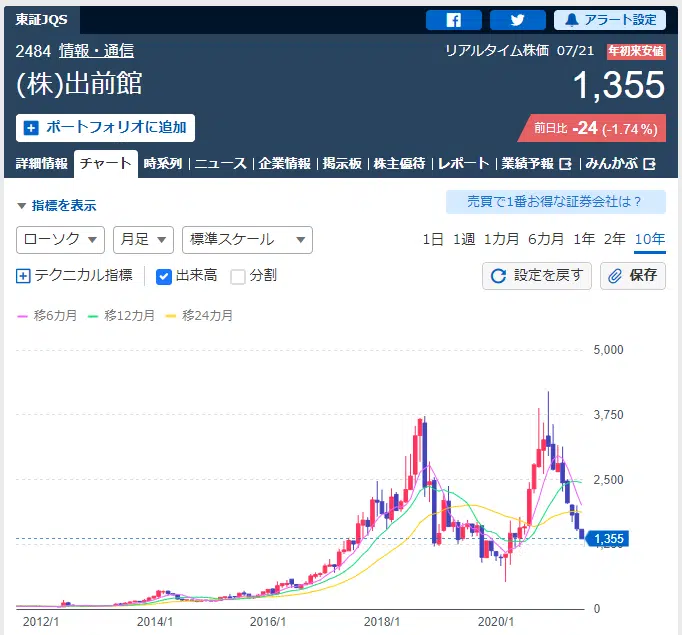 東証JQS
アラート設定
2484 情報・通信
リアルタイム株価 07/21 年初来安値
(株)出前館
1,355
ポートフォリオに追加
前日比 -24 (-1.74%)
詳細情報 チャート 時系列 ニュース 企業情報 掲示板 株主優待 レポート 業績予報 みんかぶ
指標を表示
売買で1番お得な証券会社は？
ローソク 月足 標準スケール
1日 1週 1カ月 6カ月 1年 2年 10年
テクニカル指標 出来高 分割
設定を戻す 保存
移6カ月 移12カ月 移24カ月
5,000
3,750
2,500
1,355
0
2012/1 2014/1 2016/1 2018/1 2020/1